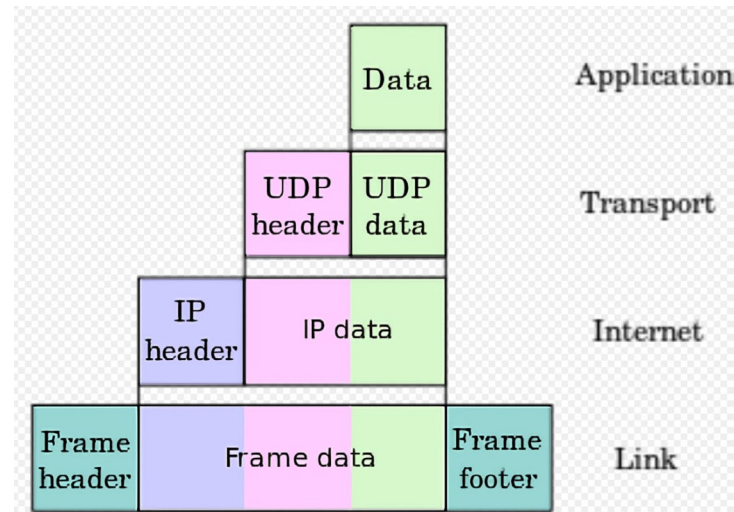 Data
Application
UDP header
UDP data
Transport
IP header
IP data
Internet
Frame header
Frame data
Frame footer
Link